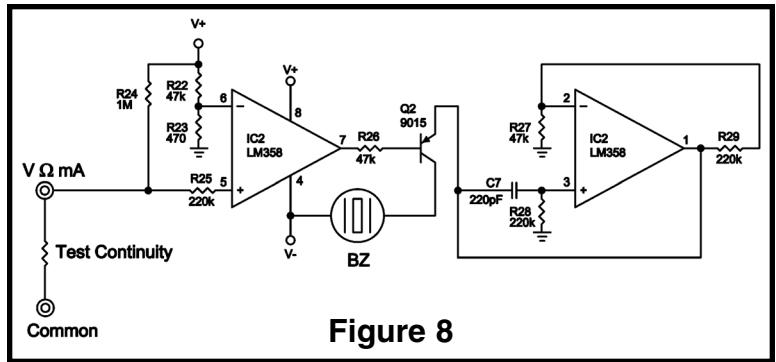 V+
R24
1M
R22
47k
R23
470
V+
6
−
8
IC2
LM358
7
R26
47k
Q2
9015
V Ω mA
R25
220k
5
+
4
V-
BZ
Test Continuity
Common
C7
220pF
R28
220k
R27
47k
2
−
3
+
IC2
LM358
1
R29
220k
Figure 8